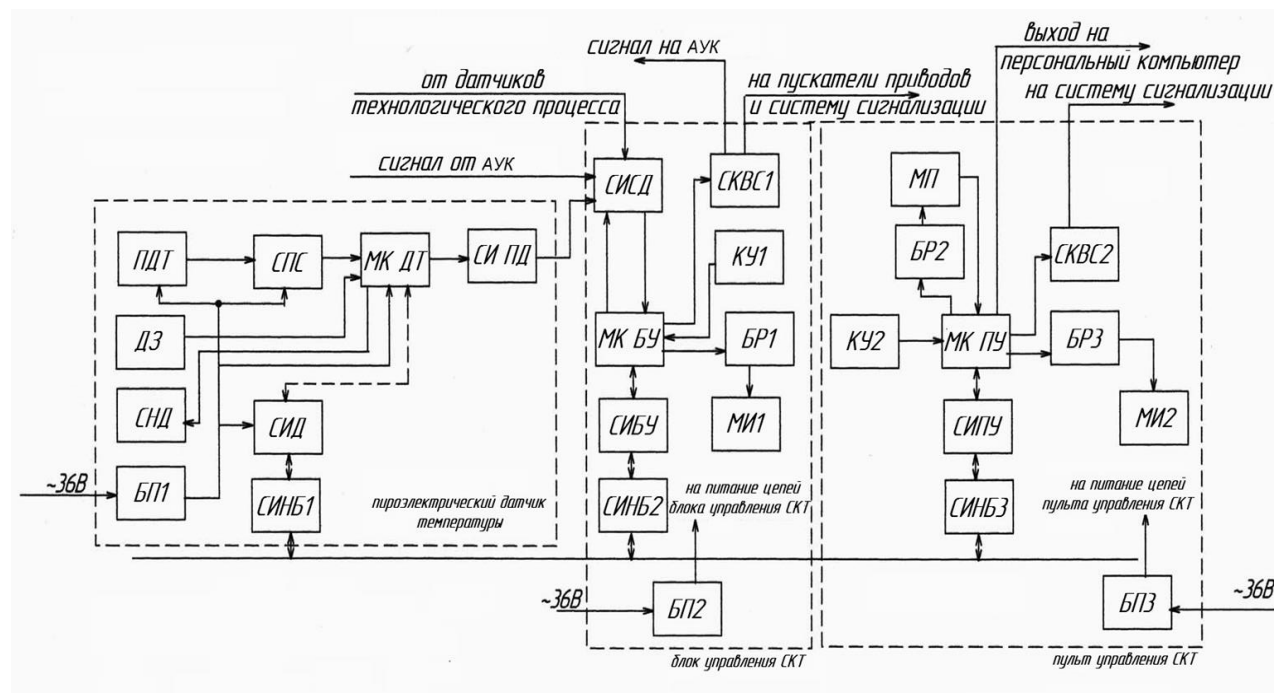 сигнал на АУК
выход на
персональный компьютер
от датчиков
технологического процесса
на пускатели приводов
и систему сигнализации
на систему сигнализации
сигнал от АУК
СИСД
СКВС1
МП
ПДТ
СПС
МК ДТ
СИ ПД
КУ1
БР2
СКВС2
ДЗ
МК БУ
БР1
КУ2
МК ПУ
БР3
СНД
СИД
СИБУ
МИ1
СИПУ
МИ2
~36В
БП1
СИНБ1
пироэлектрический датчик
температуры
СИНБ2
на питание цепей
блока управления СКТ
СИНБ3
на питание цепей
пульта управления СКТ
~36В
БП2
БП3
~36В
блок управления СКТ
пульт управления СКТ